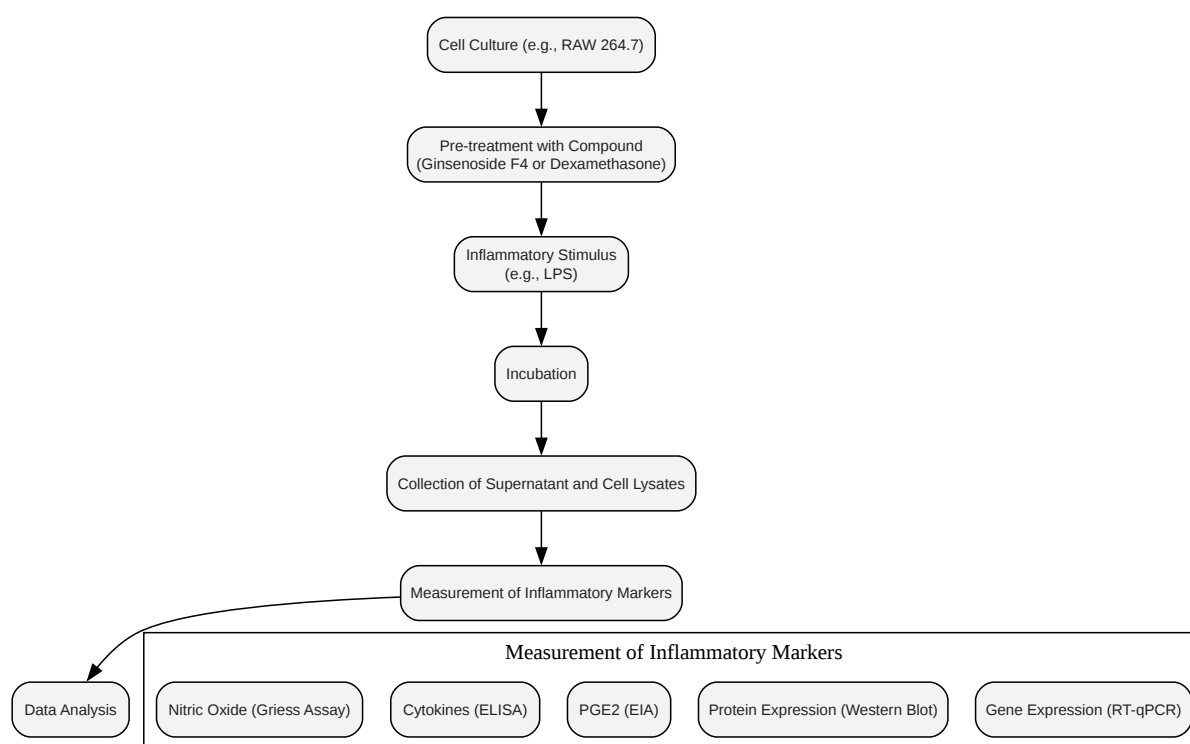 Cell Culture (e.g., RAW 264.7)
Pre-treatment with Compound
(Ginsenoside F4 or Dexamethasone)
Inflammatory Stimulus
(e.g., LPS)
Incubation
Collection of Supernatant and Cell Lysates
Measurement of Inflammatory Markers
Measurement of Inflammatory Markers
Data Analysis
Nitric Oxide (Griess Assay)
Cytokines (ELISA)
PGE2 (EIA)
Protein Expression (Western Blot)
Gene Expression (RT-qPCR)